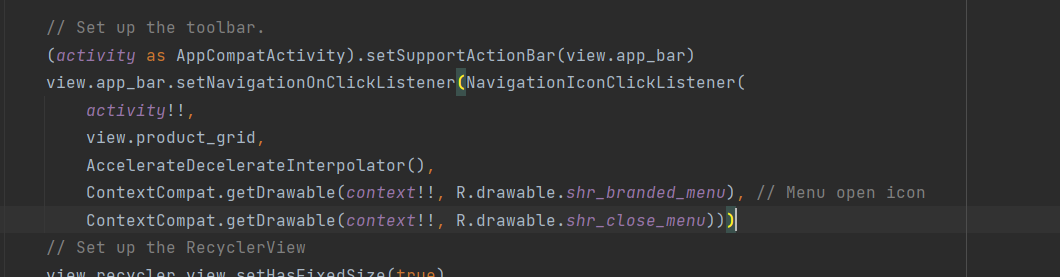 // Set up the toolbar.
(activity as AppCompatActivity).setSupportActionBar(view.app_bar)
view.app_bar.setNavigationOnClickListener(NavigationIconClickListener(
activity!!,
view.product_grid,
AccelerateDecelerateInterpolator(),
ContextCompat.getDrawable(context!!, R.drawable.shr_branded_menu), // Menu open icon
ContextCompat.getDrawable(context!!, R.drawable.shr_close_menu)))
// Set up the RecyclerView
view.recycler_view.setHasFixedSize(true)